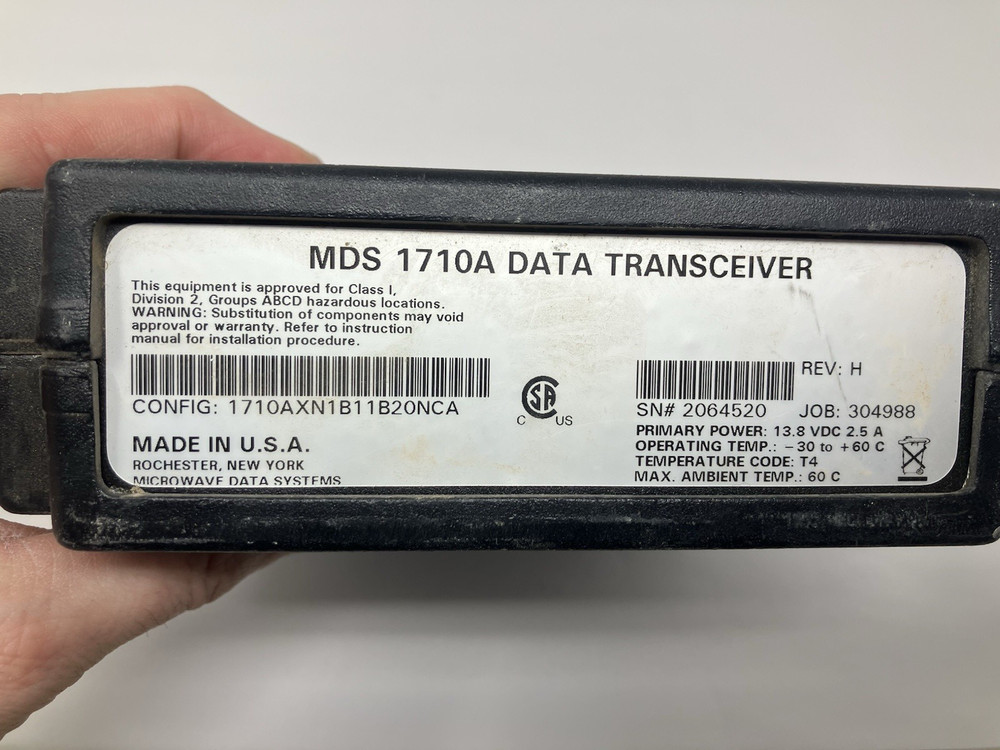 MDS 1710A DATA TRANSCEIVER
This equipment is approved for Class I,
Division 2, Groups ABCD hazardous locations.
WARNING: Substitution of components may void
approval or warranty. Refer to instruction
manual for installation procedure.
CONFIG: 1710AXN1B11B20NCA
MADE IN U.S.A.
ROCHESTER, NEW YORK
MICROWAVE DATA SYSTEMS
C SA US
REV: H
SN# 2064520 JOB: 304988
PRIMARY POWER: 13.8 VDC 2.5 A
OPERATING TEMP.: -30 to +60 C
TEMPERATURE CODE: T4
MAX. AMBIENT TEMP.: 60 C